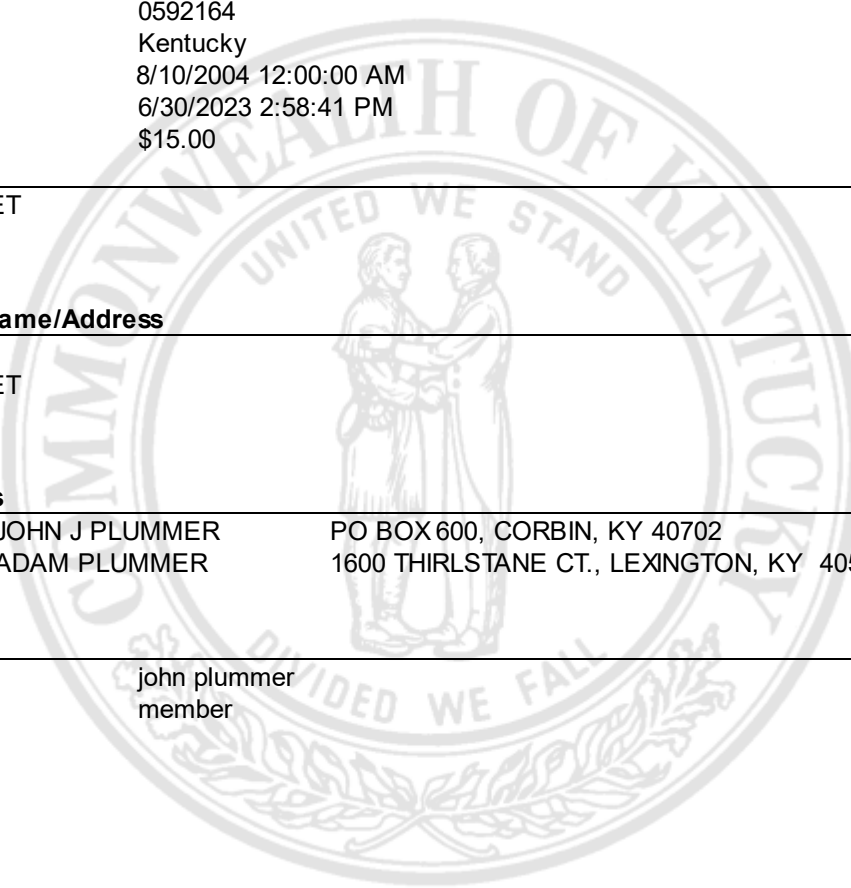 0592164
Kentucky
8/10/2004 12:00:00 AM
6/30/2023 2:58:41 PM
$15.00
ET
ame/Address
ET
s
JOHN J PLUMMER PO BOX 600, CORBIN, KY 40702
ADAM PLUMMER 1600 THIRLSTANE CT., LEXINGTON, KY 405
john plummer
member
COMMONWEALTH OF KENTUCKY
UNITED WE STAND
DIVIDED WE FALL